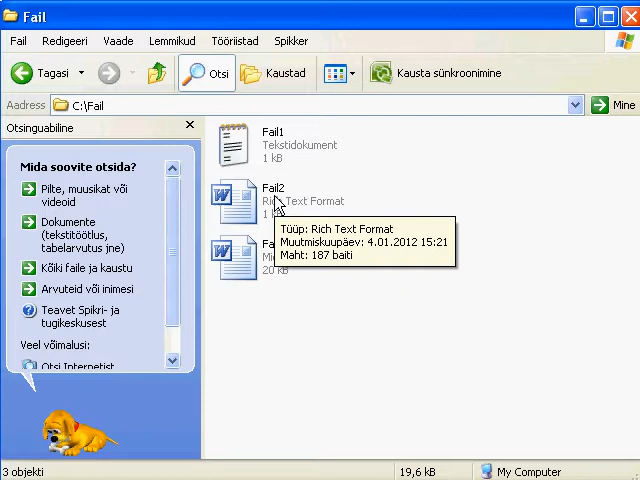 Fail
Fail Redigeeri Vaade Lemmikud Tööriistad Spikker
Tagasi Otsi Kaustad Kausta sünkroonimine
Aadress C:\Fail Mine
Otsinguabiline
Mida soovite otsida?
Pilte, muusikat või
videoid
Dokumente
(tekstitöötlus,
tabelarvutus jne)
Kõiki faile ja kaustu
Arvuteid või inimesi
Teavet Spikri- ja
tugikeskusest
Veel võimalusi:
Otsi Internetist
Fail1
Tekstidokument
1 kB
Fail2
Rich Text Format
1
Tüüp: Rich Text Format
Muutmiskuupäev: 4.01.2012 15:21
Maht: 187 baiti
20 kB
3 objekti 19,6 kB My Computer